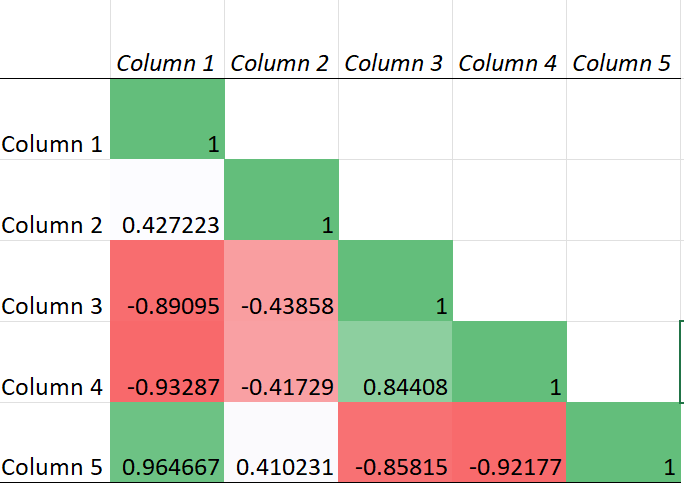 Column 1 Column 2 Column 3 Column 4 Column 5
Column 1 1
Column 2 0.427223 1
Column 3 -0.89095 -0.43858 1
Column 4 -0.93287 -0.41729 0.84408 1
Column 5 0.964667 0.410231 -0.85815 -0.92177 1